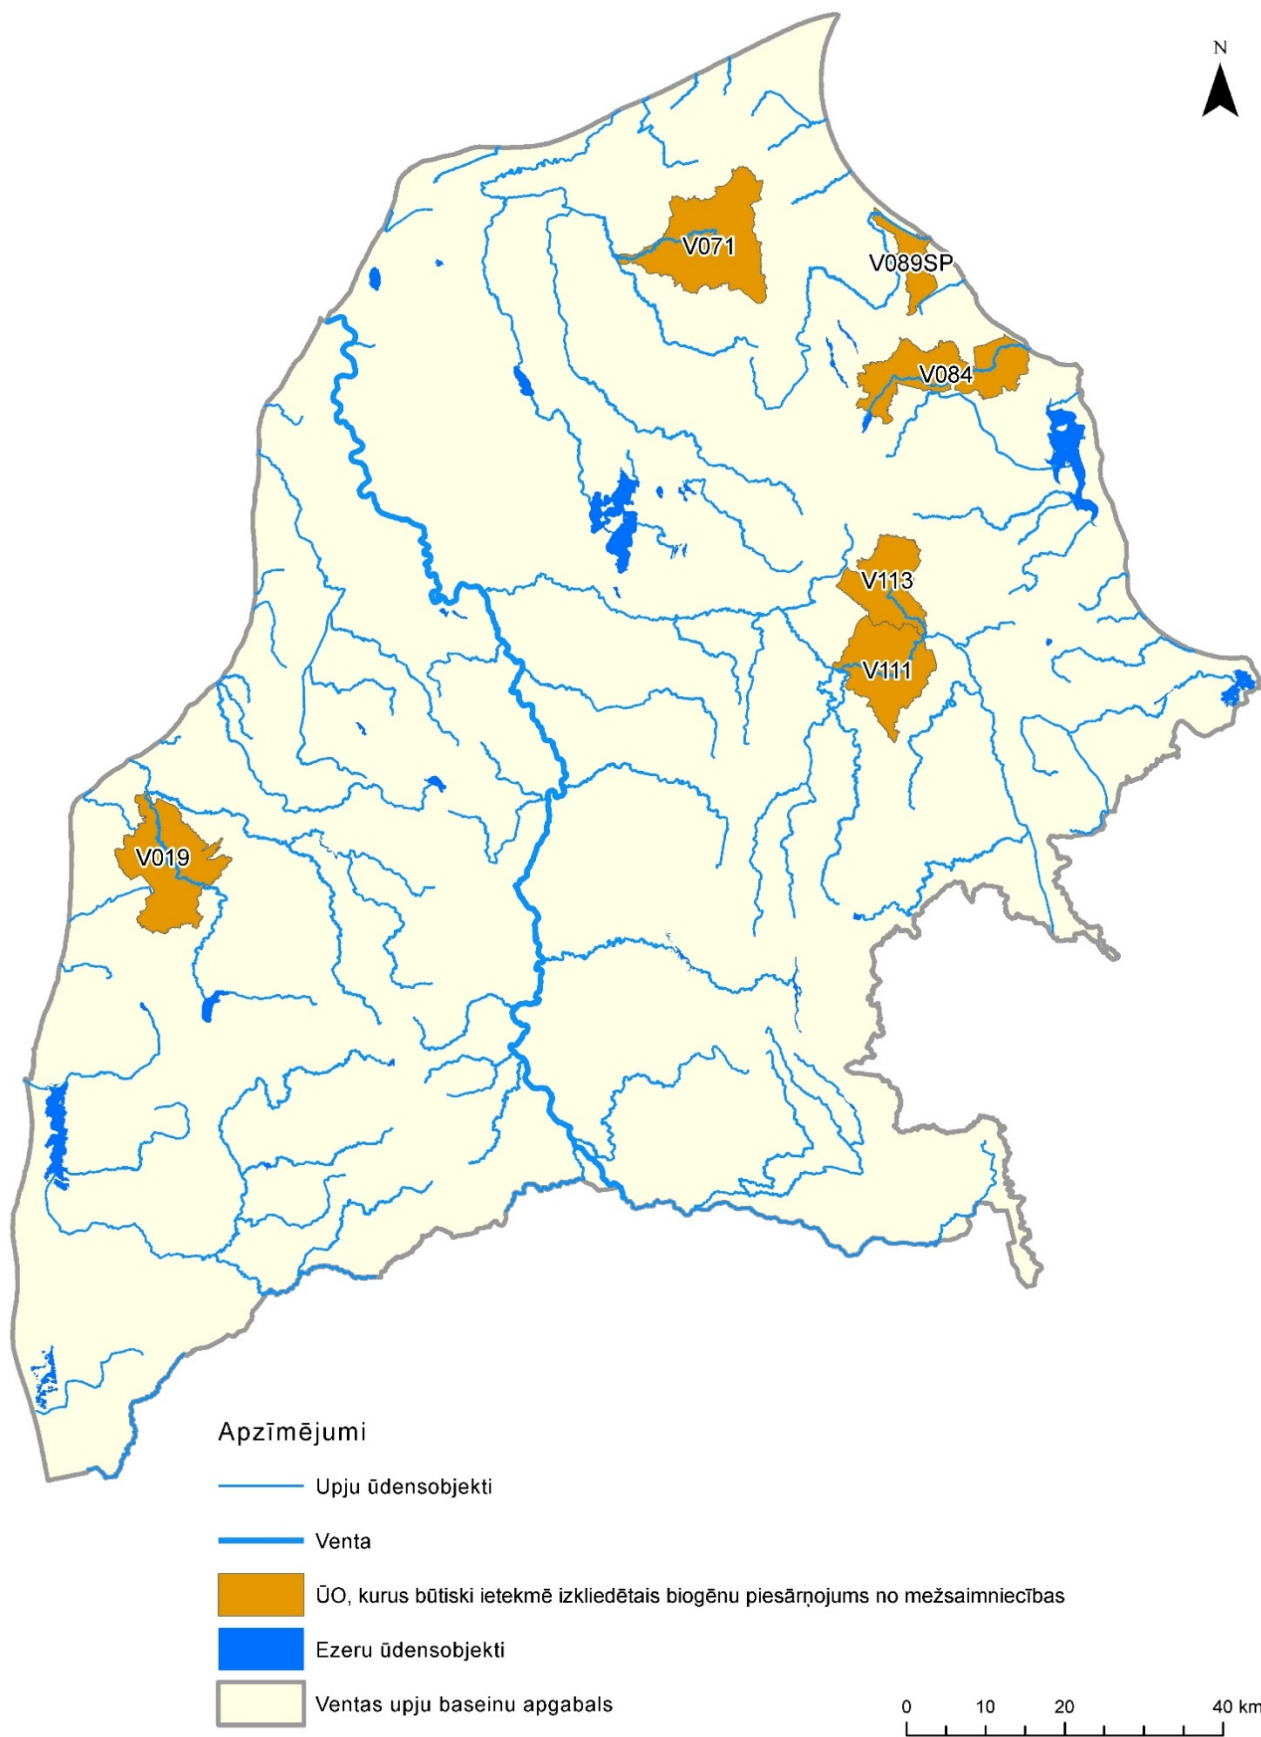 N
V071
V089SP
V084
V113
V111
V019
Apzīmējumi
Upju ūdensobjekti
Venta
ŪO, kurus būtiski ietekmē izkliedētais biogēnu piesārņojums no mežsaimniecības
Ezeru ūdensobjekti
Ventas upju baseinu apgabals
0 10 20 40 km